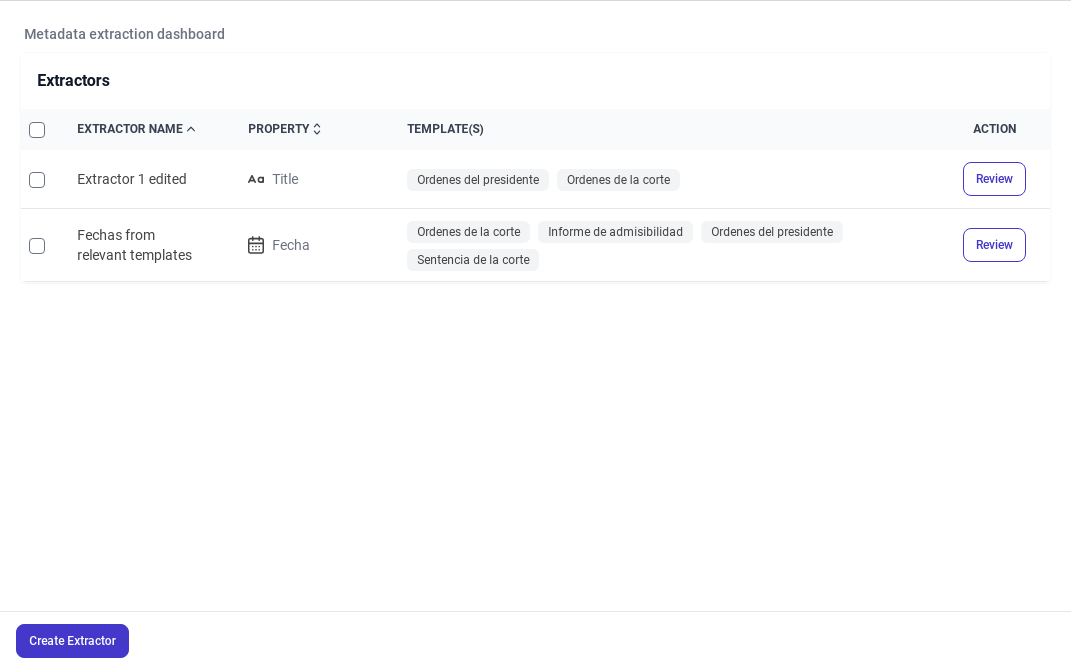 Metadata extraction dashboard
Extractors
EXTRACTOR NAME PROPERTY TEMPLATE(S) ACTION
Extractor 1 edited Aa Title Ordenes del presidente Ordenes de la corte Review
Fechas from
relevant templates
Fecha
Ordenes de la corte Informe de admisibilidad Ordenes del presidente
Sentencia de la corte
Review
Create Extractor